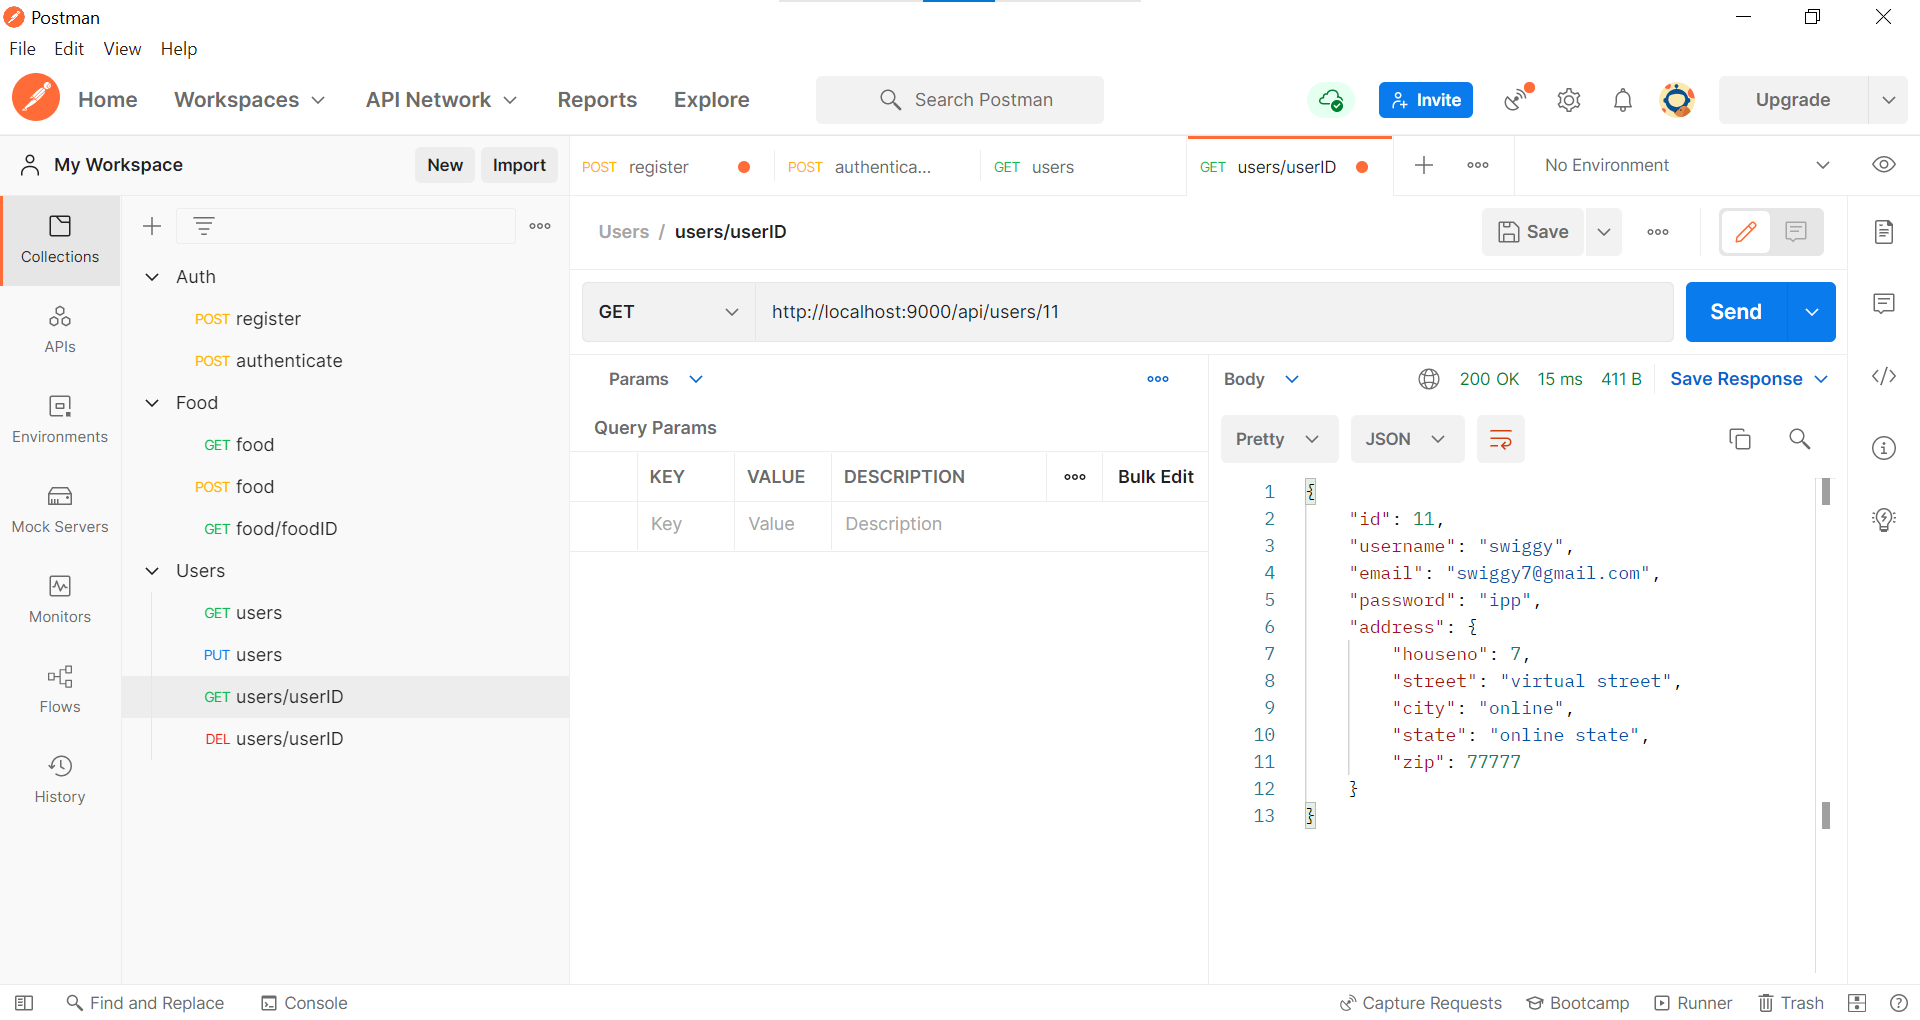 Postman
File Edit View Help
Home Workspaces API Network Reports Explore Search Postman Invite Upgrade
My Workspace New Import
POST register POST authentica... GET users GET users/userID No Environment
Collections
APIs
Environments
Mock Servers
Monitors
Flows
History
Auth
POST register
POST authenticate
Food
GET food
POST food
GET food/foodID
Users
GET users
PUT users
GET users/userID
DEL users/userID
Users / users/userID Save
GET http://localhost:9000/api/users/11 Send
Params
Query Params
KEY VALUE DESCRIPTION Bulk Edit
Key Value Description
Body 200 OK 15 ms 411 B Save Response
Pretty JSON
1 {
2 "id": 11,
3 "username": "swiggy",
4 "email": "swiggy7@gmail.com",
5 "password": "ipp",
6 "address": {
7 "houseno": 7,
8 "street": "virtual street",
9 "city": "online",
10 "state": "online state",
11 "zip": 77777
12 }
13 }
Find and Replace Console Capture Requests Bootcamp Runner Trash